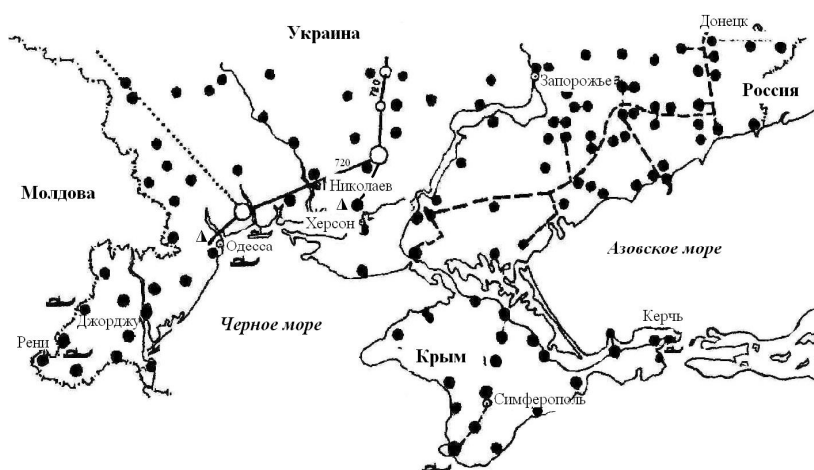 Донецк
Украина
Запорожье
720
Россия
720
Молдова
Николаев
Херсон
Одесса
Азовское море
Джорджу
Черное море
Керчь
Рени
Крым
Симферополь